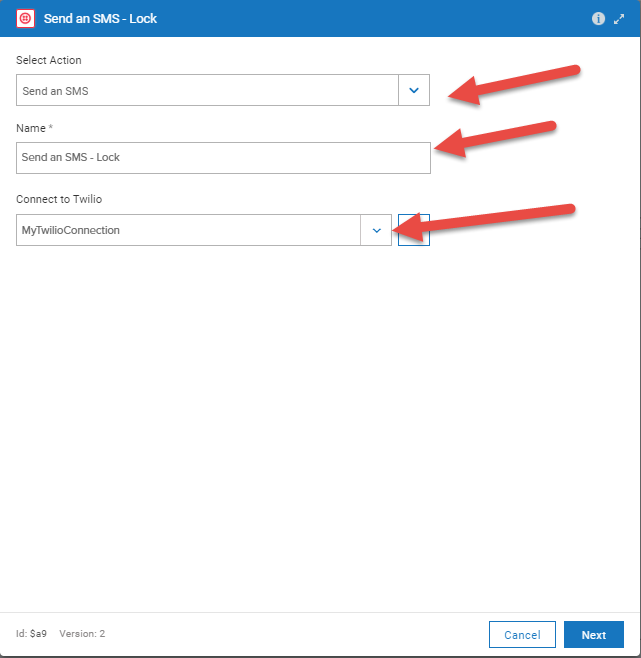 Send an SMS - Lock
Select Action
Send an SMS
Name *
Send an SMS - Lock
Connect to Twilio
MyTwilioConnection
Id: $a9 Version: 2
Cancel
Next